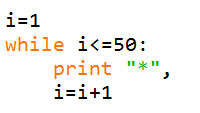 i=1
while i<=50:
    print "*",
    i=i+1